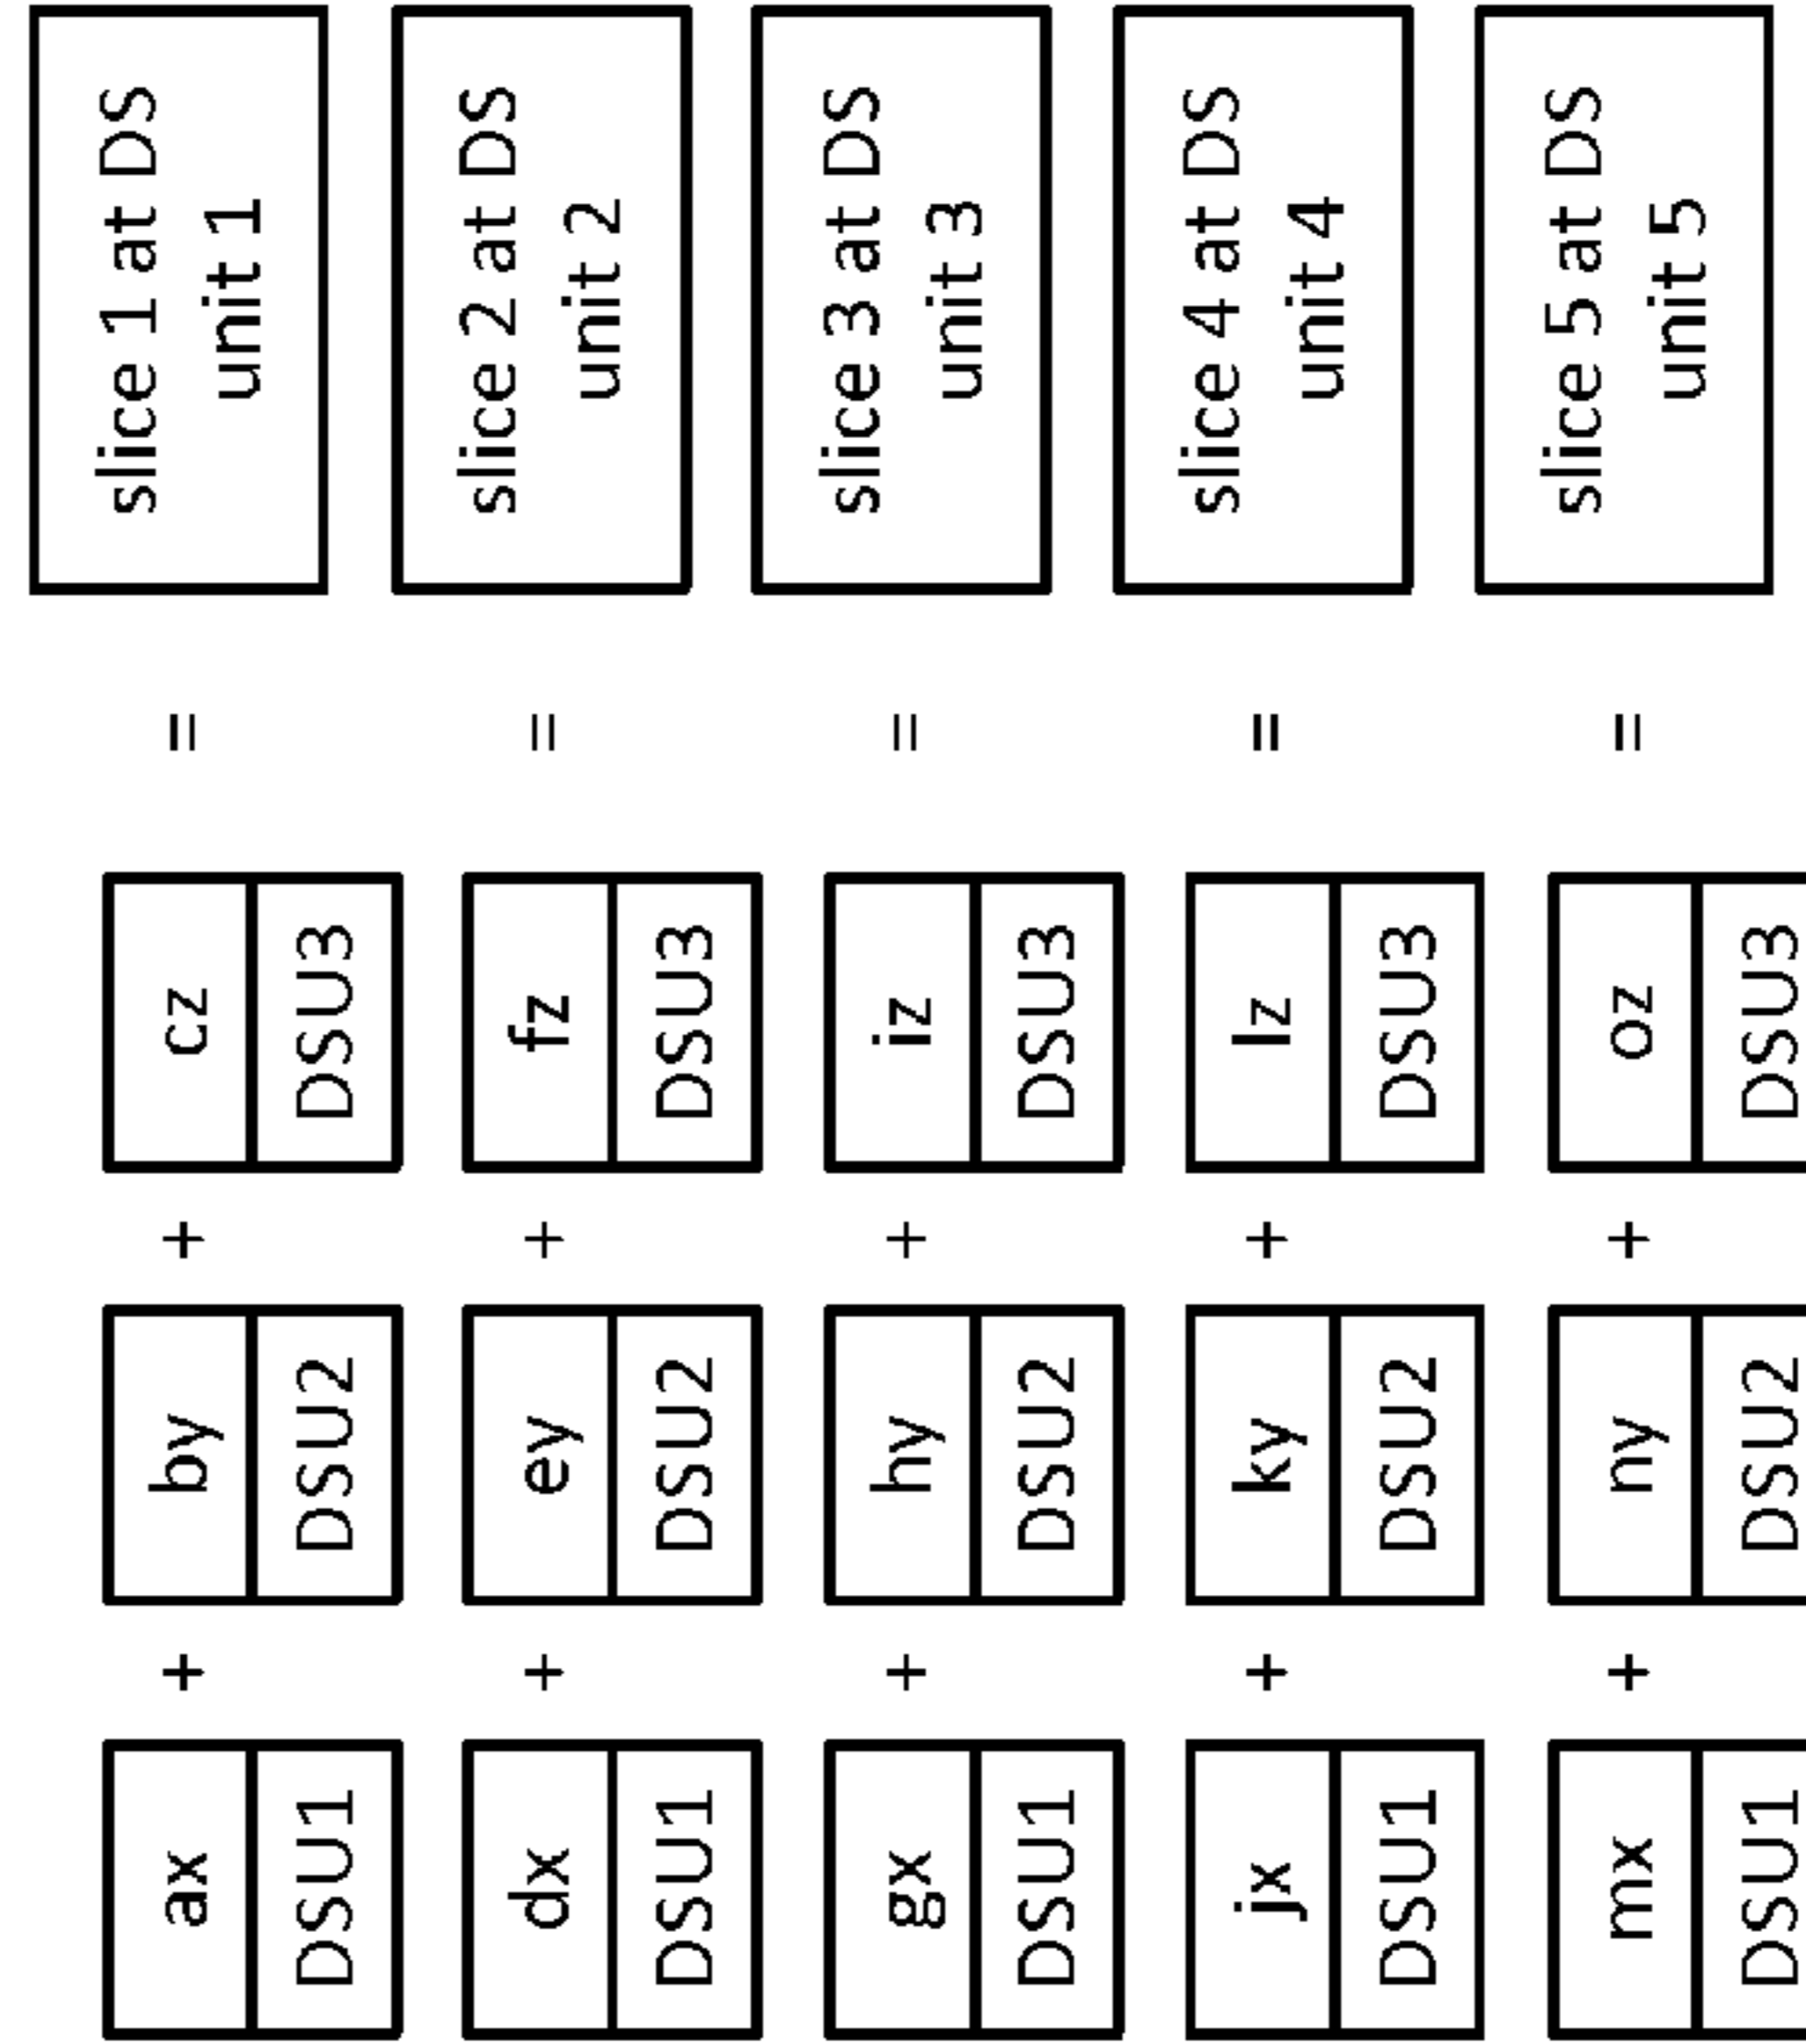 ax + by + cz = slice 1 at DS
DSU1 DSU2 DSU3 unit 1
dx + ey + fz = slice 2 at DS
DSU1 DSU2 DSU3 unit 2
gx + hy + iz = slice 3 at DS
DSU1 DSU2 DSU3 unit 3
jx + ky + lz = slice 4 at DS
DSU1 DSU2 DSU3 unit 4
mx + ny + oz = slice 5 at DS
DSU1 DSU2 DSU3 unit 5